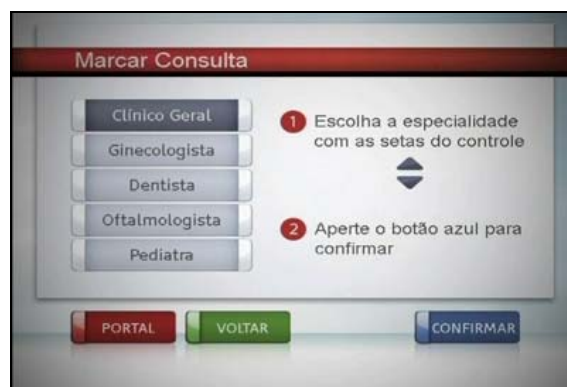 Marcar Consulta
Clínico Geral
Ginecologista
Dentista
Oftalmologista
Pediatra
1 Escolha a especialidade
com as setas do controle
2 Aperte o botão azul para
confirmar
PORTAL
VOLTAR
CONFIRMAR